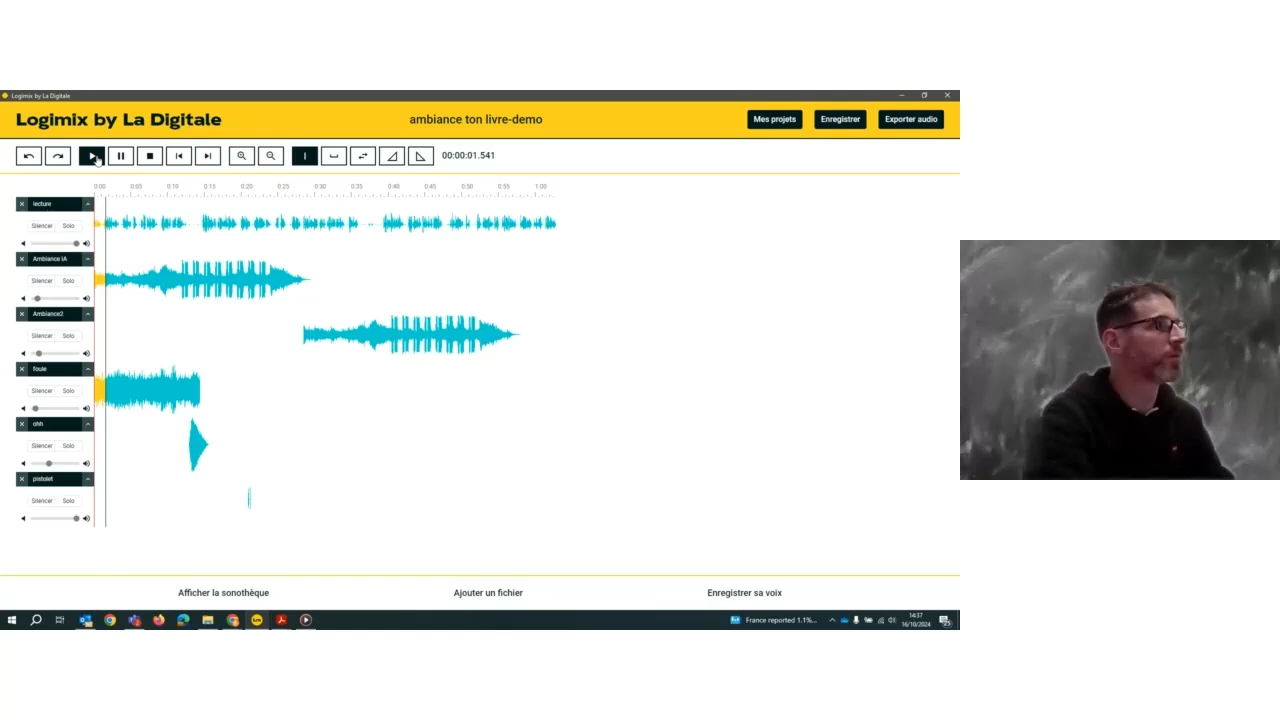 Logimix by La Digitale
Logimix by La Digitale
ambiance ton livre-demo
Mes projets
Enregistrer
Exporter audio
00:00:01.541
0:00 0:05 0:10 0:15 0:20 0:25 0:30 0:35 0:40 0:45 0:50 0:55 1:00
lecture
Silencer Solo
Ambiance IA
Silencer Solo
Ambiance2
Silencer Solo
foule
Silencer Solo
ohh
Silencer Solo
pistolet
Silencer Solo
Afficher la sonothèque
Ajouter un fichier
Enregistrer sa voix
France reported 1.1%...
14:37
16/10/2024